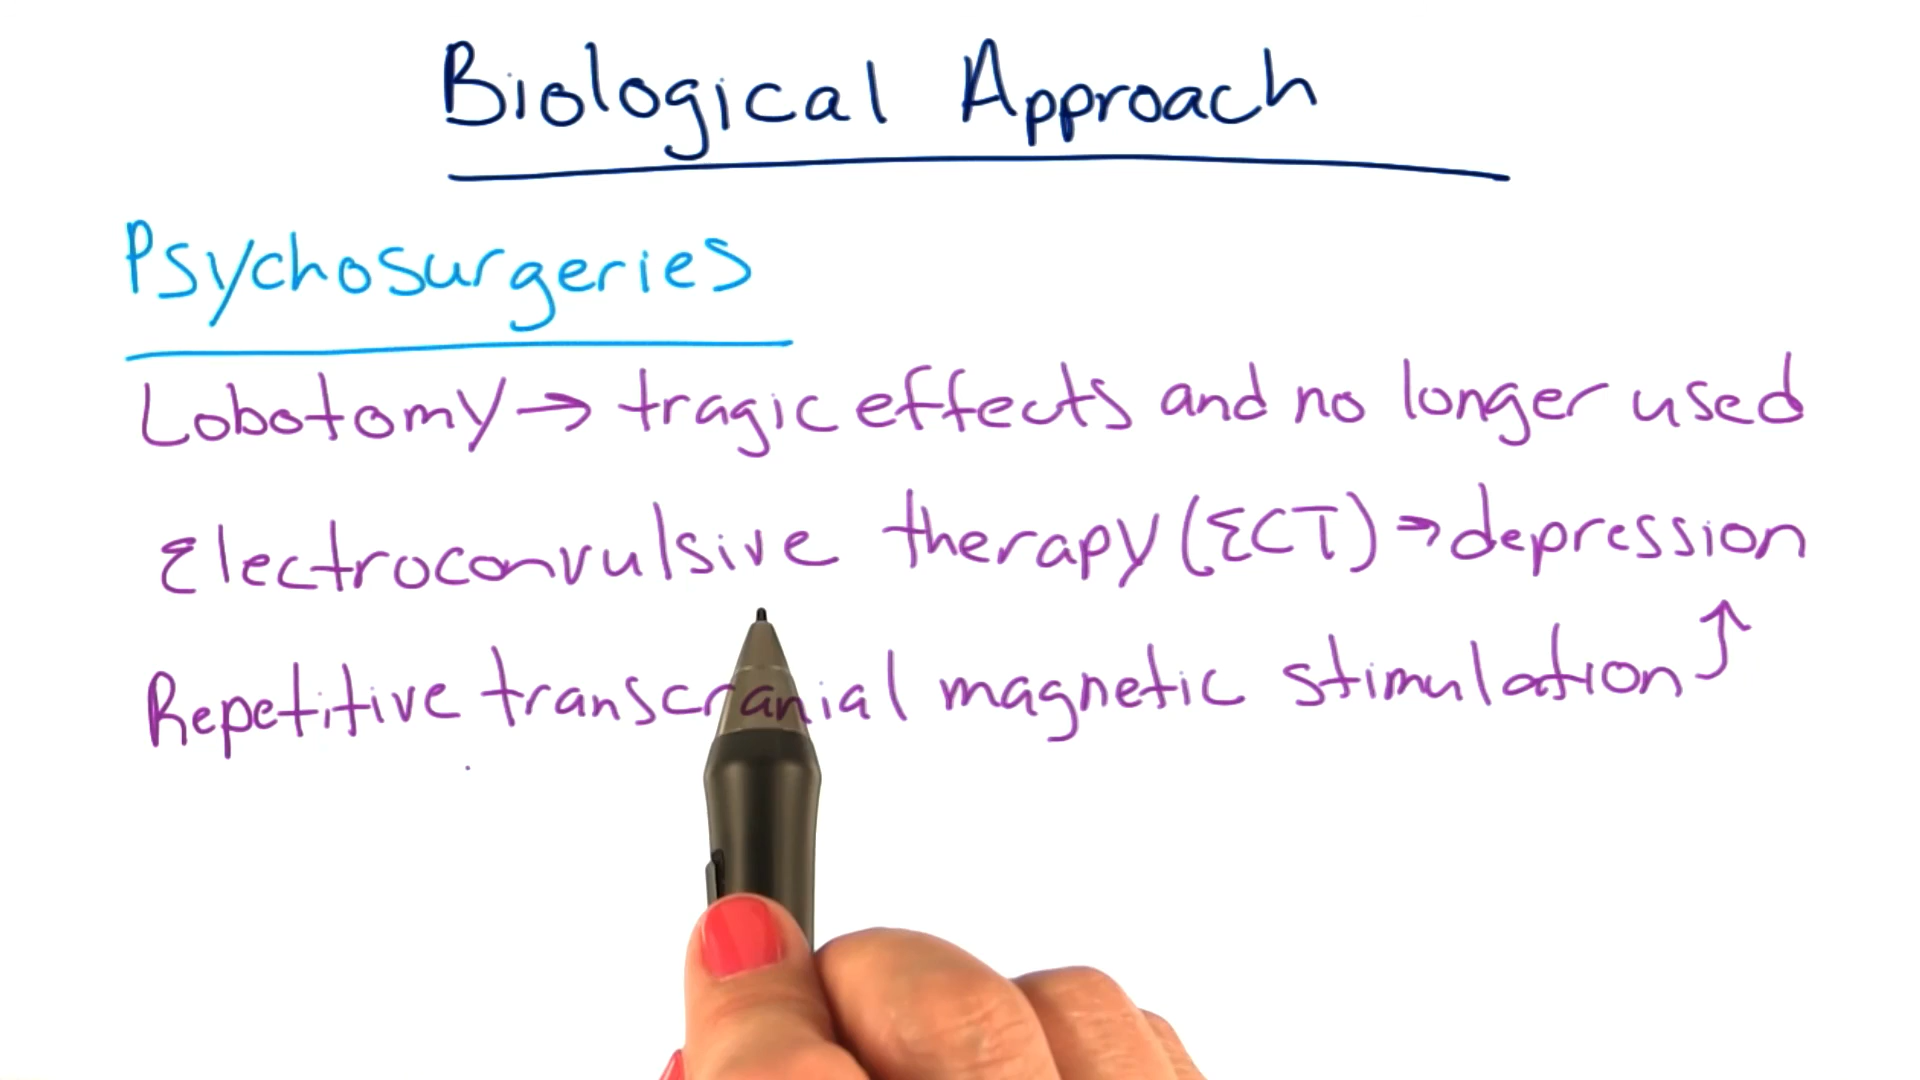 Biological Approach
Psychosurgeries
Lobotomy → tragic effects and no longer used
Electroconvulsive therapy (ECT) → depression
Repetitive transcranial magnetic stimulation ↑